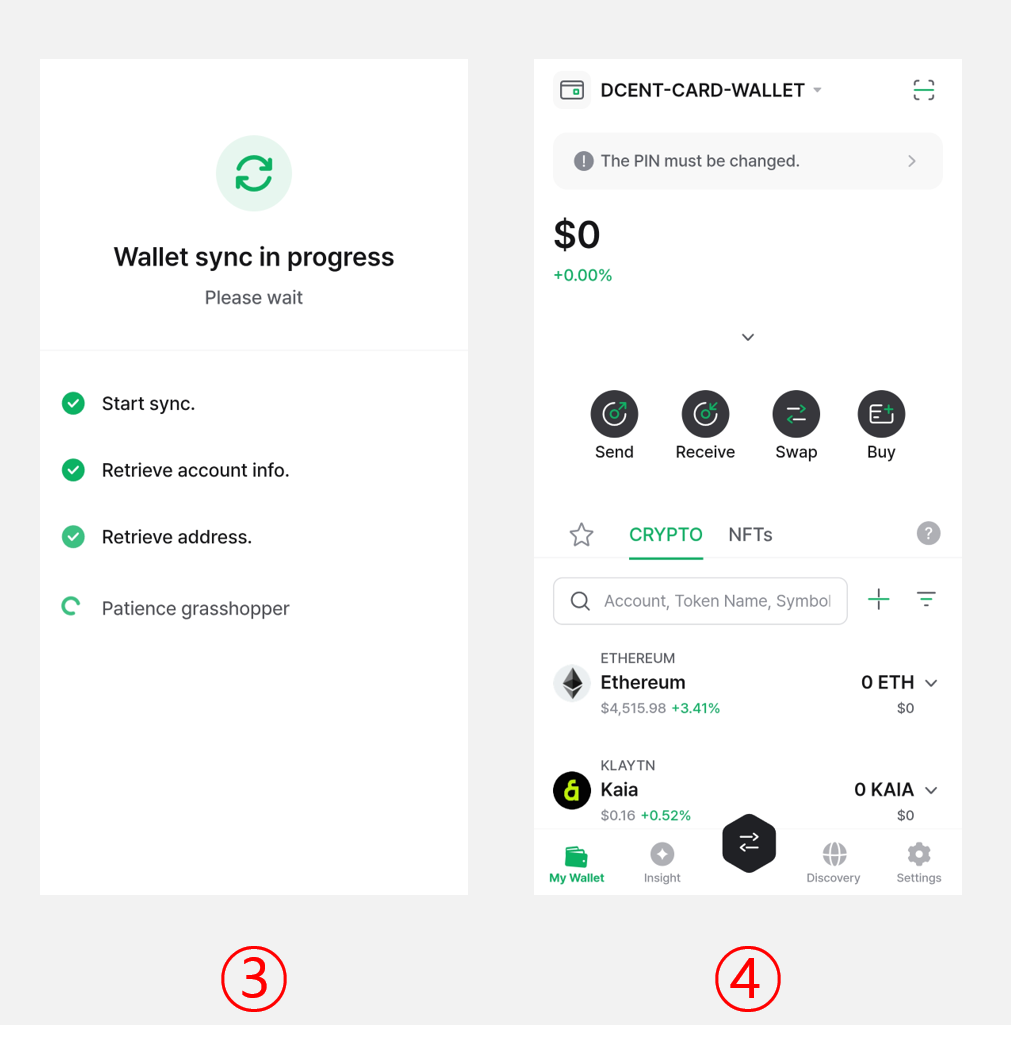 Wallet sync in progress
Please wait
Start sync.
Retrieve account info.
Retrieve address.
Patience grasshopper
③
DCENT-CARD-WALLET
The PIN must be changed.
$0
+0.00%
Send Receive Swap Buy
CRYPTO NFTs ?
Account, Token Name, Symbol
ETHEREUM
Ethereum 0 ETH
$4,515.98 +3.41% $0
KLAYTN
Kaia 0 KAIA
$0.16 +0.52% $0
My Wallet Insight Discovery Settings
④